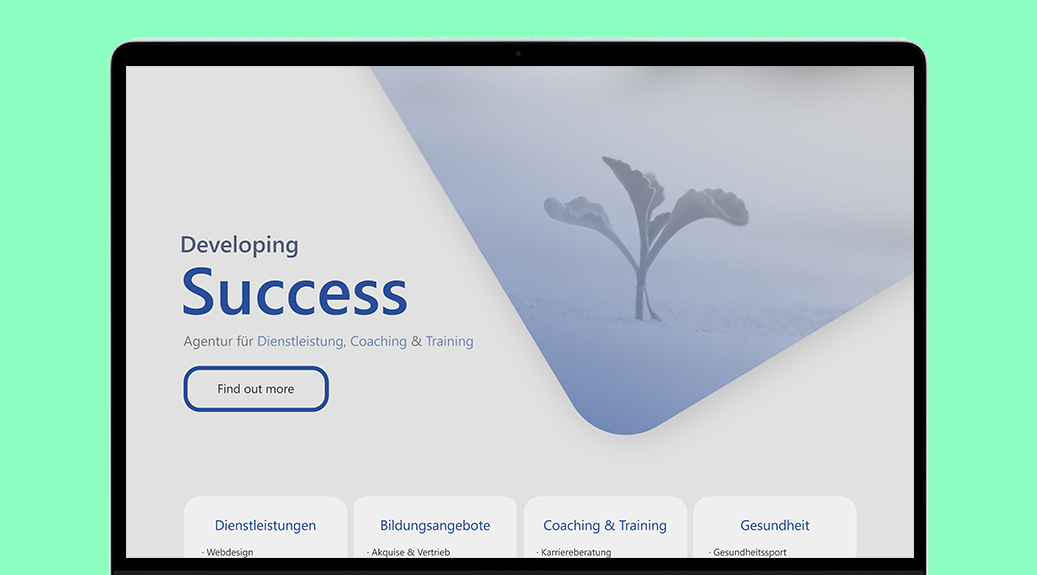 Developing
Success
Agentur für Dienstleistung, Coaching & Training
Find out more
Dienstleistungen
· Webdesign
Bildungsangebote
· Akquise & Vertrieb
Coaching & Training
· Karriereberatung
Gesundheit
· Gesundheitssport